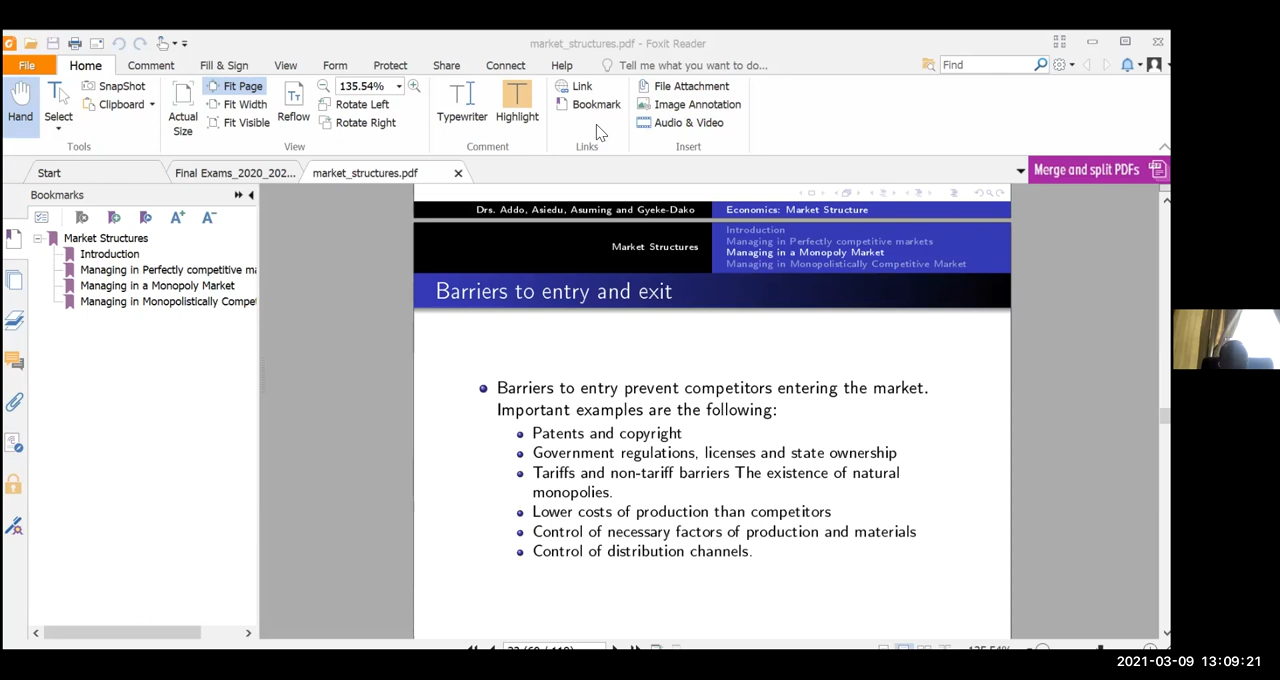 market_structures.pdf - Foxit Reader
File Home Comment Fill & Sign View Form Protect Share Connect Help Tell me what you want to do... Find
Hand
Select
SnapShot
Clipboard
Tools
Actual Size
Fit Page
Fit Width
Fit Visible
Reflow
135.54%
Rotate Left
Rotate Right
View
Typewriter
Highlight
Comment
Link
Bookmark
Links
File Attachment
Image Annotation
Audio & Video
Insert
Start Final Exams_2020_202... market_structures.pdf
Merge and split PDFs
Bookmarks
Market Structures
Introduction
Managing in Perfectly competitive ma
Managing in a Monopoly Market
Managing in Monopolistically Compe
Drs. Addo, Asiedu, Asuming and Gyeke-Dako Economics: Market Structure
Market Structures
Introduction
Managing in Perfectly competitive markets
Managing in a Monopoly Market
Managing in Monopolistically Competitive Market
Barriers to entry and exit
Barriers to entry prevent competitors entering the market.
Important examples are the following:
Patents and copyright
Government regulations, licenses and state ownership
Tariffs and non-tariff barriers The existence of natural
monopolies.
Lower costs of production than competitors
Control of necessary factors of production and materials
Control of distribution channels.
2021-03-09 13:09:21